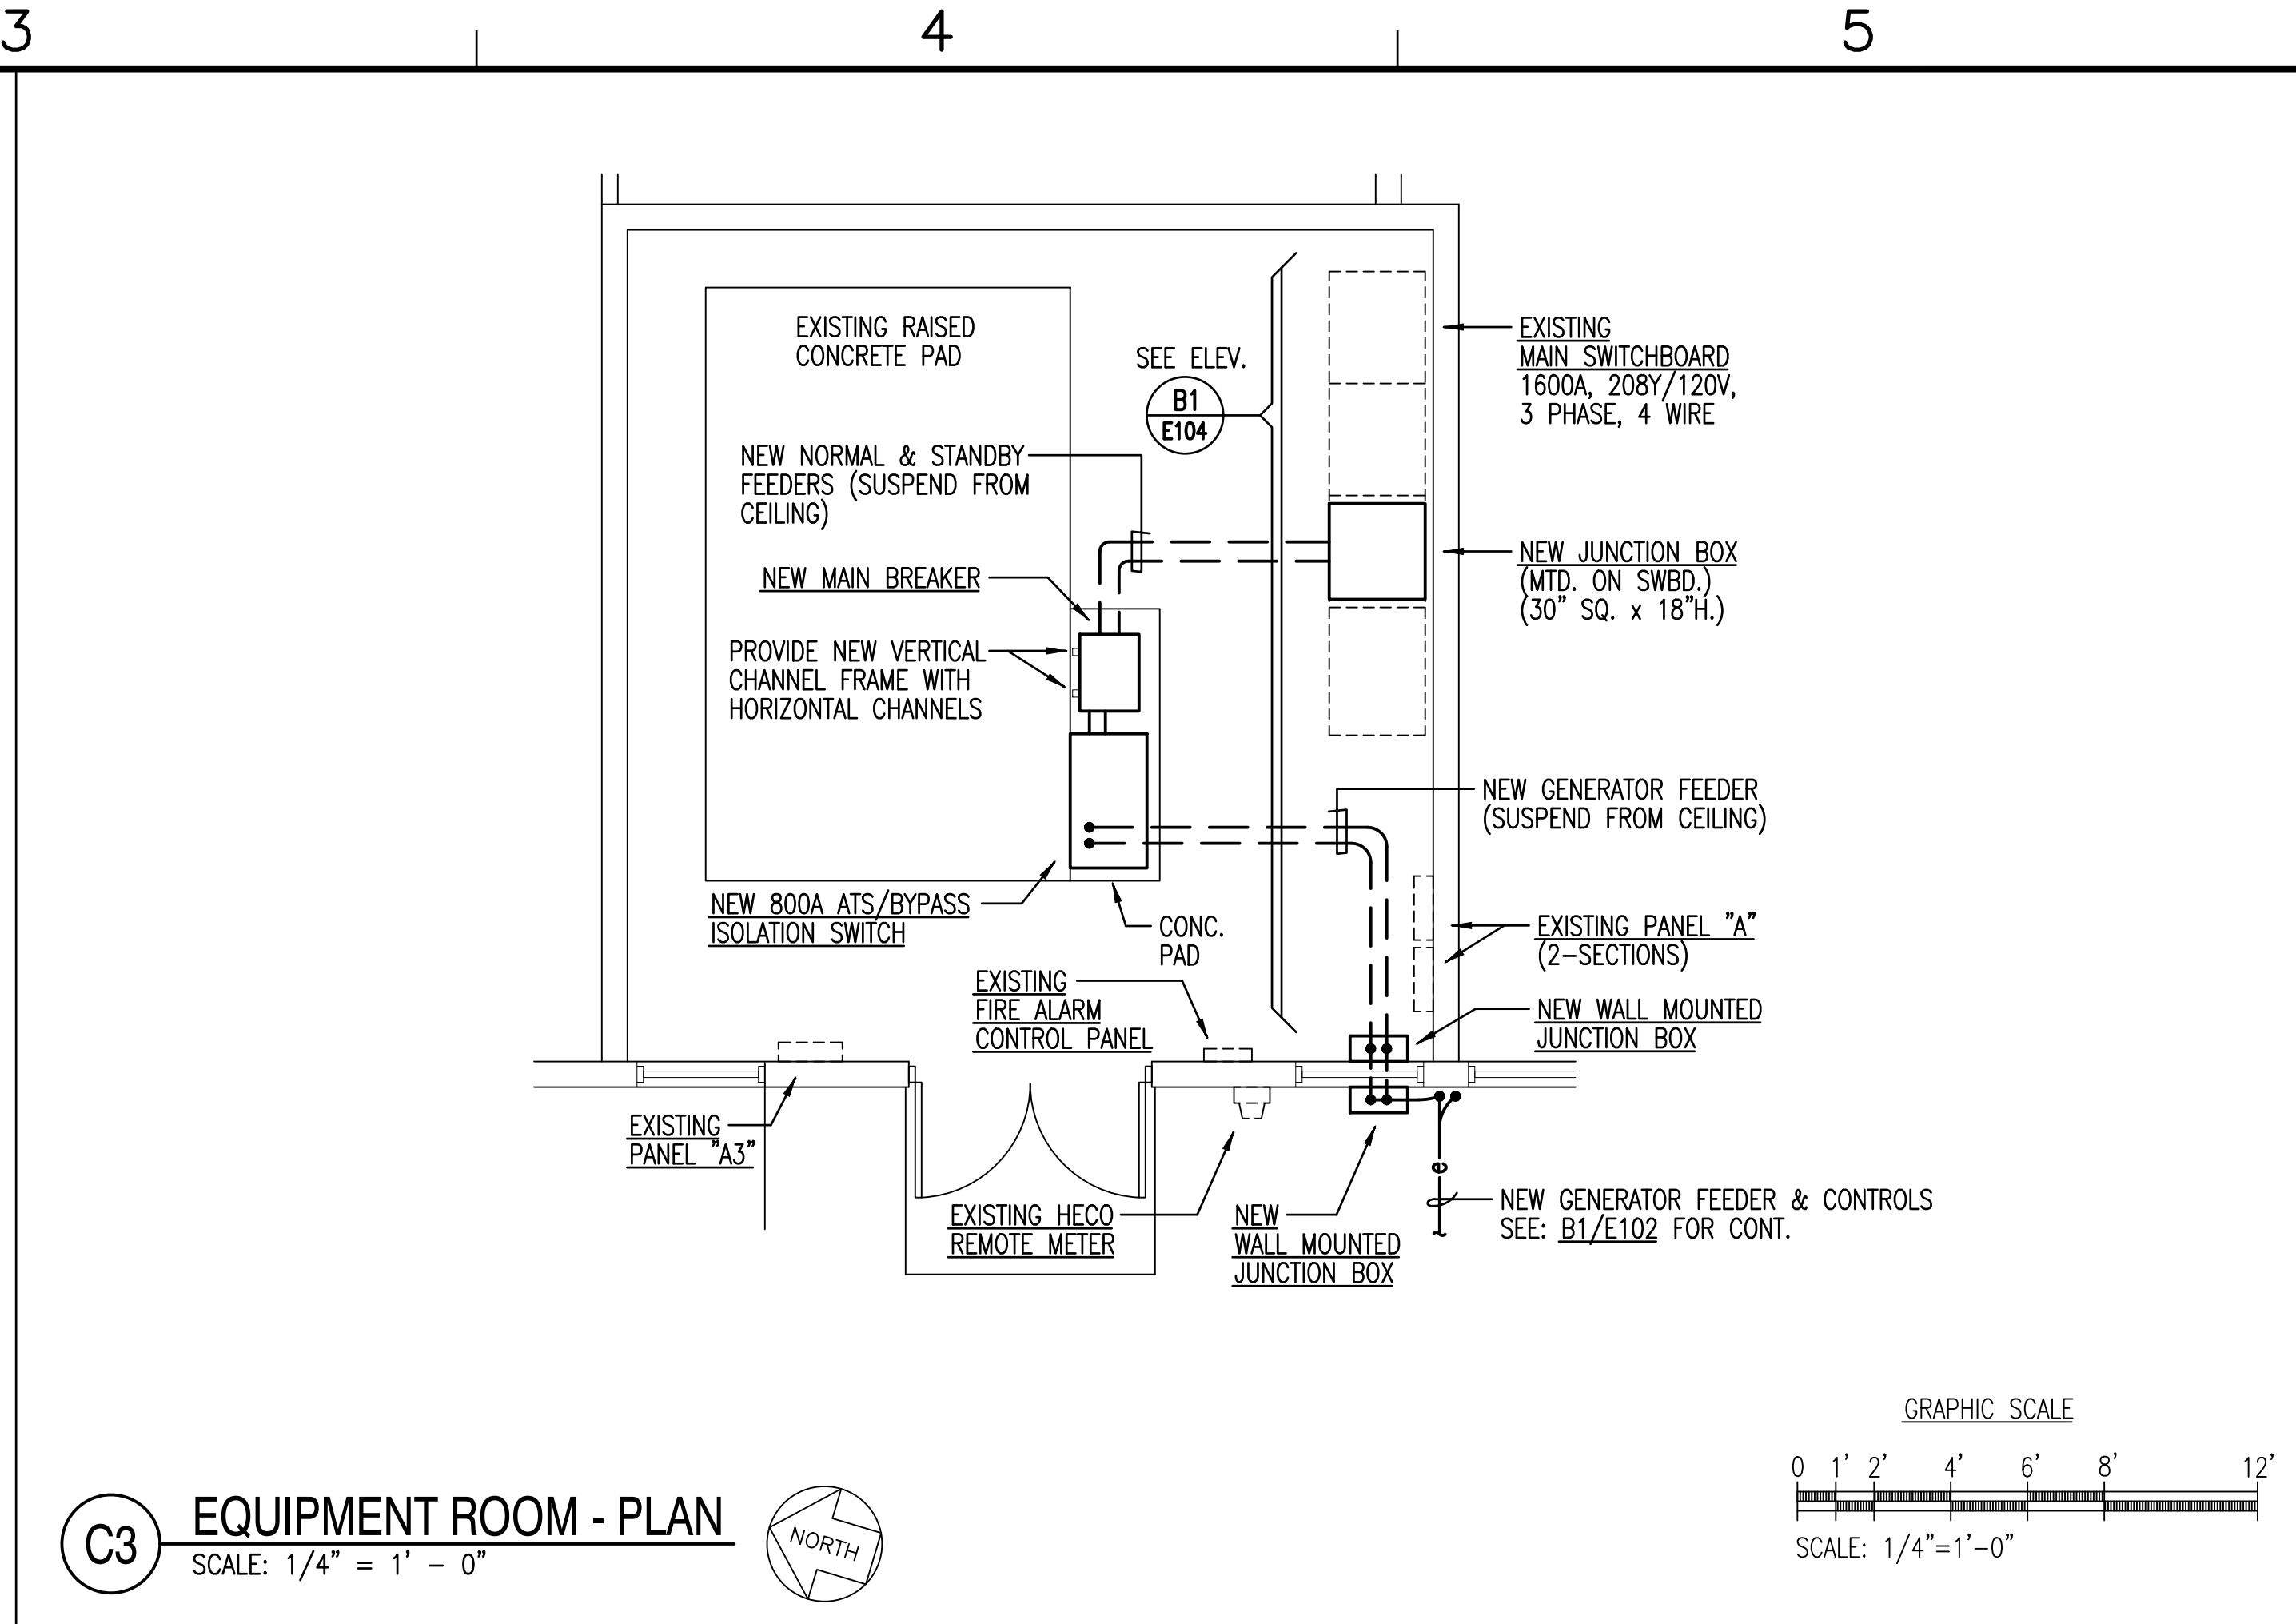 3
4
5
EXISTING RAISED
CONCRETE PAD
SEE ELEV.
B1
E104
EXISTING
MAIN SWITCHBOARD
1600A, 208Y/120V,
3 PHASE, 4 WIRE
NEW NORMAL & STANDBY
FEEDERS (SUSPEND FROM
CEILING)
NEW JUNCTION BOX
(MTD. ON SWBD.)
(30" SQ. x 18"H.)
NEW MAIN BREAKER
PROVIDE NEW VERTICAL
CHANNEL FRAME WITH
HORIZONTAL CHANNELS
NEW GENERATOR FEEDER
(SUSPEND FROM CEILING)
NEW 800A ATS/BYPASS
ISOLATION SWITCH
CONC.
PAD
EXISTING PANEL "A"
(2-SECTIONS)
EXISTING
FIRE ALARM
CONTROL PANEL
NEW WALL MOUNTED
JUNCTION BOX
EXISTING
PANEL "A3"
e
EXISTING HECO
REMOTE METER
NEW
WALL MOUNTED
JUNCTION BOX
NEW GENERATOR FEEDER & CONTROLS
SEE: B1/E102 FOR CONT.
GRAPHIC SCALE
0 1' 2' 4' 6' 8' 12'
SCALE: 1/4"=1'-0"
C3
EQUIPMENT ROOM - PLAN
SCALE: 1/4" = 1' - 0"
NORTH